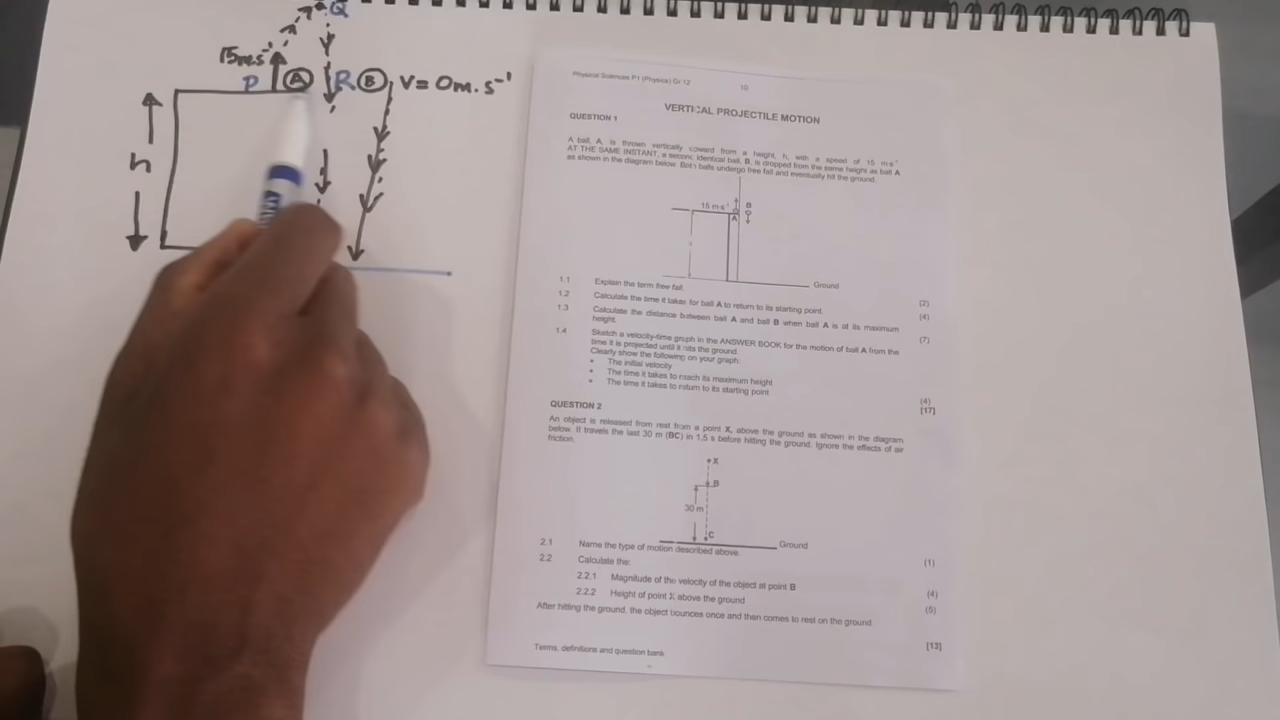 Q
15ms⁻¹
P A R B V = 0m.s⁻¹
h
Physical Sciences P1 (Physics) Gr 12
10
VERTICAL PROJECTILE MOTION
QUESTION 1
A ball, A, is thrown vertically upward from a height, h, with a speed of 15 m·s⁻¹
AT THE SAME INSTANT, a second identical ball, B, is dropped from the same height as ball A
as shown in the diagram below. Both balls undergo free fall and eventually hit the ground.
15 m·s⁻¹
B
A
Ground
1.1 Explain the term free fall. (2)
1.2 Calculate the time it takes for ball A to return to its starting point. (4)
1.3 Calculate the distance between ball A and ball B when ball A is at its maximum
height. (7)
1.4 Sketch a velocity-time graph in the ANSWER BOOK for the motion of ball A from the
time it is projected until it hits the ground.
Clearly show the following on your graph:
• The initial velocity
• The time it takes to reach its maximum height
• The time it takes to return to its starting point
(4)
[17]
QUESTION 2
An object is released from rest from a point X, above the ground as shown in the diagram
below. It travels the last 30 m (BC) in 1,5 s before hitting the ground. Ignore the effects of air
friction.
X
B
30 m
C
Ground
2.1 Name the type of motion described above. (1)
2.2 Calculate the:
2.2.1 Magnitude of the velocity of the object at point B (4)
2.2.2 Height of point X above the ground (5)
After hitting the ground, the object bounces once and then comes to rest on the ground
[13]
Terms, definitions and question bank